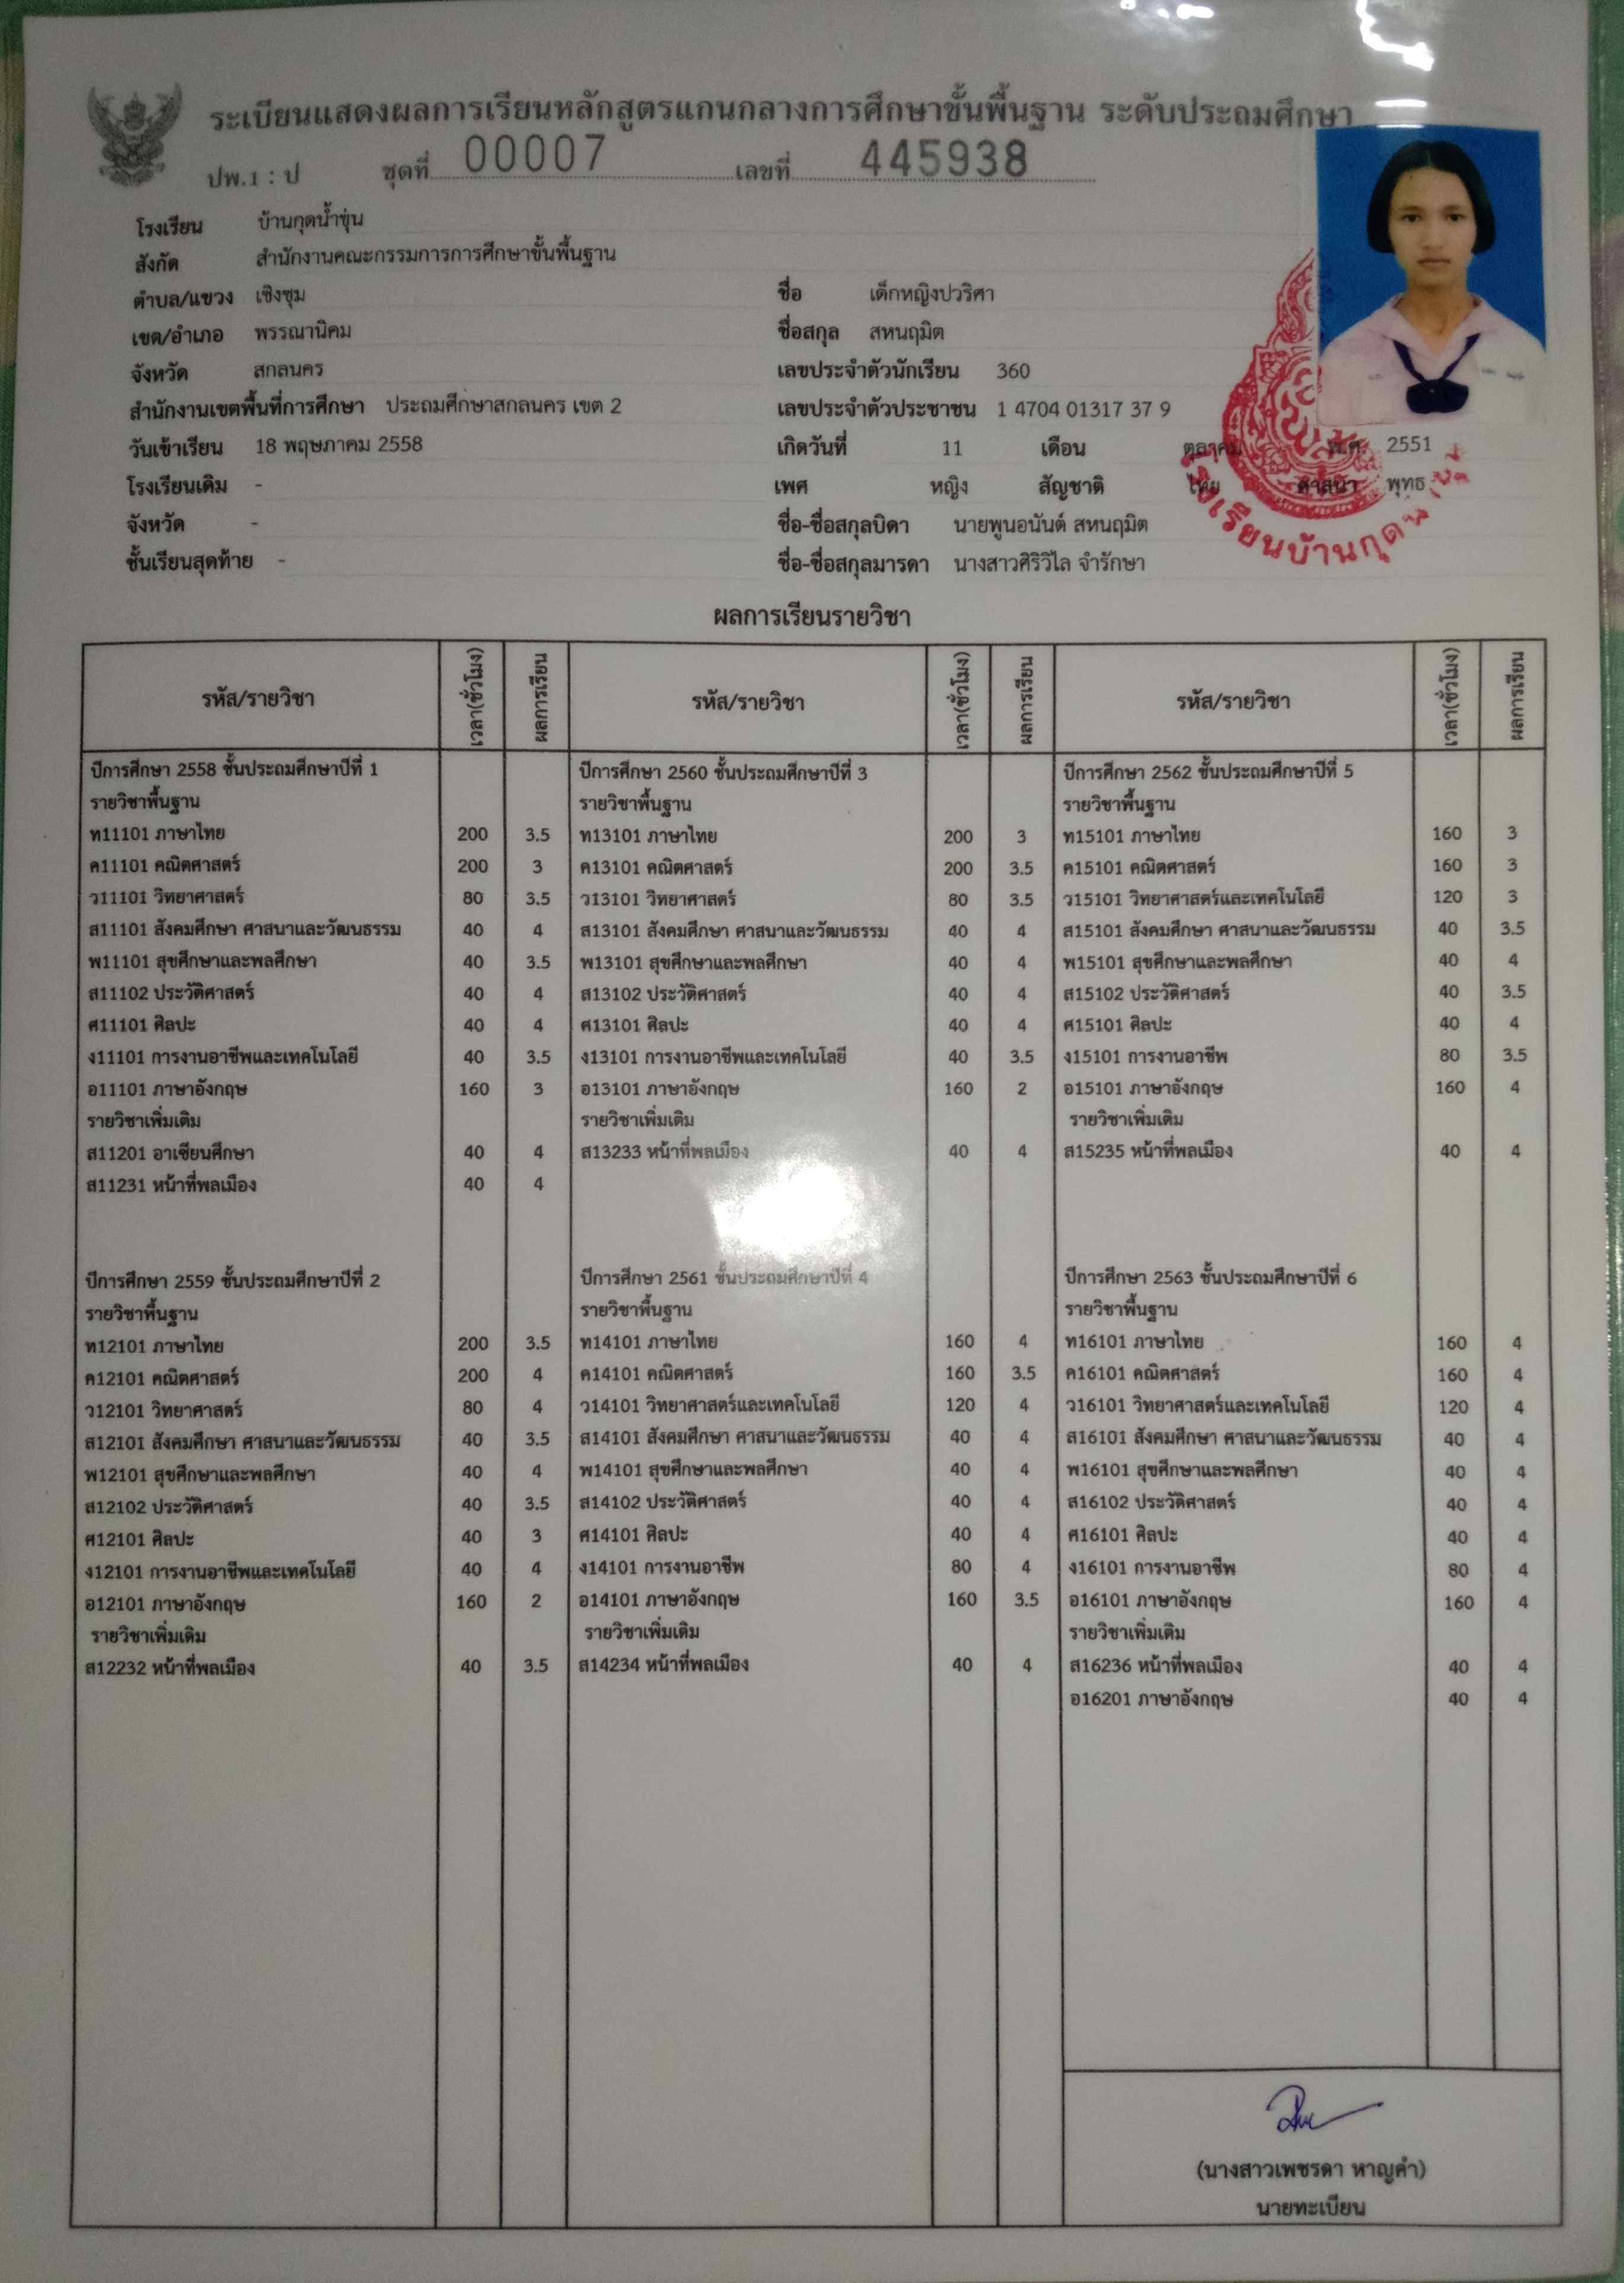 ระเบียนแสดงผลการเรียนหลักสูตรแกนกลางการศึกษาขั้นพื้นฐาน ระดับประถมศึกษา
ปพ.1 : ป ชุดที่ 00007 เลขที่ 445938
โรงเรียน บ้านกุดน้ำขุ่น
สังกัด สำนักงานคณะกรรมการการศึกษาขั้นพื้นฐาน
ตำบล/แขวง เชิงชุม
เขต/อำเภอ พรรณานิคม
จังหวัด สกลนคร
สำนักงานเขตพื้นที่การศึกษา ประถมศึกษาสกลนคร เขต 2
วันเข้าเรียน 18 พฤษภาคม 2558
โรงเรียนเดิม -
จังหวัด -
ชั้นเรียนสุดท้าย -
ชื่อ เด็กหญิงปวริศา
ชื่อสกุล สหนฤมิต
เลขประจำตัวนักเรียน 360
เลขประจำตัวประชาชน 1 4704 01317 37 9
เกิดวันที่ 11 เดือน ตุลาคม พ.ศ. 2551
เพศ หญิง สัญชาติ ไทย ศาสนา พุทธ
ชื่อ-ชื่อสกุลบิดา นายพูนอนันต์ สหนฤมิต
ชื่อ-ชื่อสกุลมารดา นางสาวศิริวิไล จำรักษา
ผลการเรียนรายวิชา
รหัส/รายวิชา เวลา(ชั่วโมง) ผลการเรียน
ปีการศึกษา 2558 ชั้นประถมศึกษาปีที่ 1
รายวิชาพื้นฐาน
ท11101 ภาษาไทย 200 3.5
ค11101 คณิตศาสตร์ 200 3
ว11101 วิทยาศาสตร์ 80 3.5
ส11101 สังคมศึกษา ศาสนาและวัฒนธรรม 40 4
พ11101 สุขศึกษาและพลศึกษา 40 3.5
ส11102 ประวัติศาสตร์ 40 4
ศ11101 ศิลปะ 40 4
ง11101 การงานอาชีพและเทคโนโลยี 40 3.5
อ11101 ภาษาอังกฤษ 160 3
รายวิชาเพิ่มเติม
ส11201 อาเซียนศึกษา 40 4
ส11231 หน้าที่พลเมือง 40 4
ปีการศึกษา 2559 ชั้นประถมศึกษาปีที่ 2
รายวิชาพื้นฐาน
ท12101 ภาษาไทย 200 3.5
ค12101 คณิตศาสตร์ 200 4
ว12101 วิทยาศาสตร์ 80 4
ส12101 สังคมศึกษา ศาสนาและวัฒนธรรม 40 3.5
พ12101 สุขศึกษาและพลศึกษา 40 4
ส12102 ประวัติศาสตร์ 40 3.5
ศ12101 ศิลปะ 40 3
ง12101 การงานอาชีพและเทคโนโลยี 40 4
อ12101 ภาษาอังกฤษ 160 2
รายวิชาเพิ่มเติม
ส12232 หน้าที่พลเมือง 40 3.5
รหัส/รายวิชา เวลา(ชั่วโมง) ผลการเรียน
ปีการศึกษา 2560 ชั้นประถมศึกษาปีที่ 3
รายวิชาพื้นฐาน
ท13101 ภาษาไทย 200 3
ค13101 คณิตศาสตร์ 200 3.5
ว13101 วิทยาศาสตร์ 80 3.5
ส13101 สังคมศึกษา ศาสนาและวัฒนธรรม 40 4
พ13101 สุขศึกษาและพลศึกษา 40 4
ส13102 ประวัติศาสตร์ 40 4
ศ13101 ศิลปะ 40 4
ง13101 การงานอาชีพและเทคโนโลยี 40 3.5
อ13101 ภาษาอังกฤษ 160 2
รายวิชาเพิ่มเติม
ส13233 หน้าที่พลเมือง 40 4
ปีการศึกษา 2561 ชั้นประถมศึกษาปีที่ 4
รายวิชาพื้นฐาน
ท14101 ภาษาไทย 160 4
ค14101 คณิตศาสตร์ 160 3.5
ว14101 วิทยาศาสตร์และเทคโนโลยี 120 4
ส14101 สังคมศึกษา ศาสนาและวัฒนธรรม 40 4
พ14101 สุขศึกษาและพลศึกษา 40 4
ส14102 ประวัติศาสตร์ 40 4
ศ14101 ศิลปะ 40 4
ง14101 การงานอาชีพ 80 4
อ14101 ภาษาอังกฤษ 160 3.5
รายวิชาเพิ่มเติม
ส14234 หน้าที่พลเมือง 40 4
รหัส/รายวิชา เวลา(ชั่วโมง) ผลการเรียน
ปีการศึกษา 2562 ชั้นประถมศึกษาปีที่ 5
รายวิชาพื้นฐาน
ท15101 ภาษาไทย 160 3
ค15101 คณิตศาสตร์ 160 3
ว15101 วิทยาศาสตร์และเทคโนโลยี 120 3
ส15101 สังคมศึกษา ศาสนาและวัฒนธรรม 40 3.5
พ15101 สุขศึกษาและพลศึกษา 40 4
ส15102 ประวัติศาสตร์ 40 3.5
ศ15101 ศิลปะ 40 4
ง15101 การงานอาชีพ 80 3.5
อ15101 ภาษาอังกฤษ 160 4
รายวิชาเพิ่มเติม
ส15235 หน้าที่พลเมือง 40 4
ปีการศึกษา 2563 ชั้นประถมศึกษาปีที่ 6
รายวิชาพื้นฐาน
ท16101 ภาษาไทย 160 4
ค16101 คณิตศาสตร์ 160 4
ว16101 วิทยาศาสตร์และเทคโนโลยี 120 4
ส16101 สังคมศึกษา ศาสนาและวัฒนธรรม 40 4
พ16101 สุขศึกษาและพลศึกษา 40 4
ส16102 ประวัติศาสตร์ 40 4
ศ16101 ศิลปะ 40 4
ง16101 การงานอาชีพ 80 4
อ16101 ภาษาอังกฤษ 160 4
รายวิชาเพิ่มเติม
ส16236 หน้าที่พลเมือง 40 4
อ16201 ภาษาอังกฤษ 40 4
(นางสาวเพชรดา หาญคำ)
นายทะเบียน